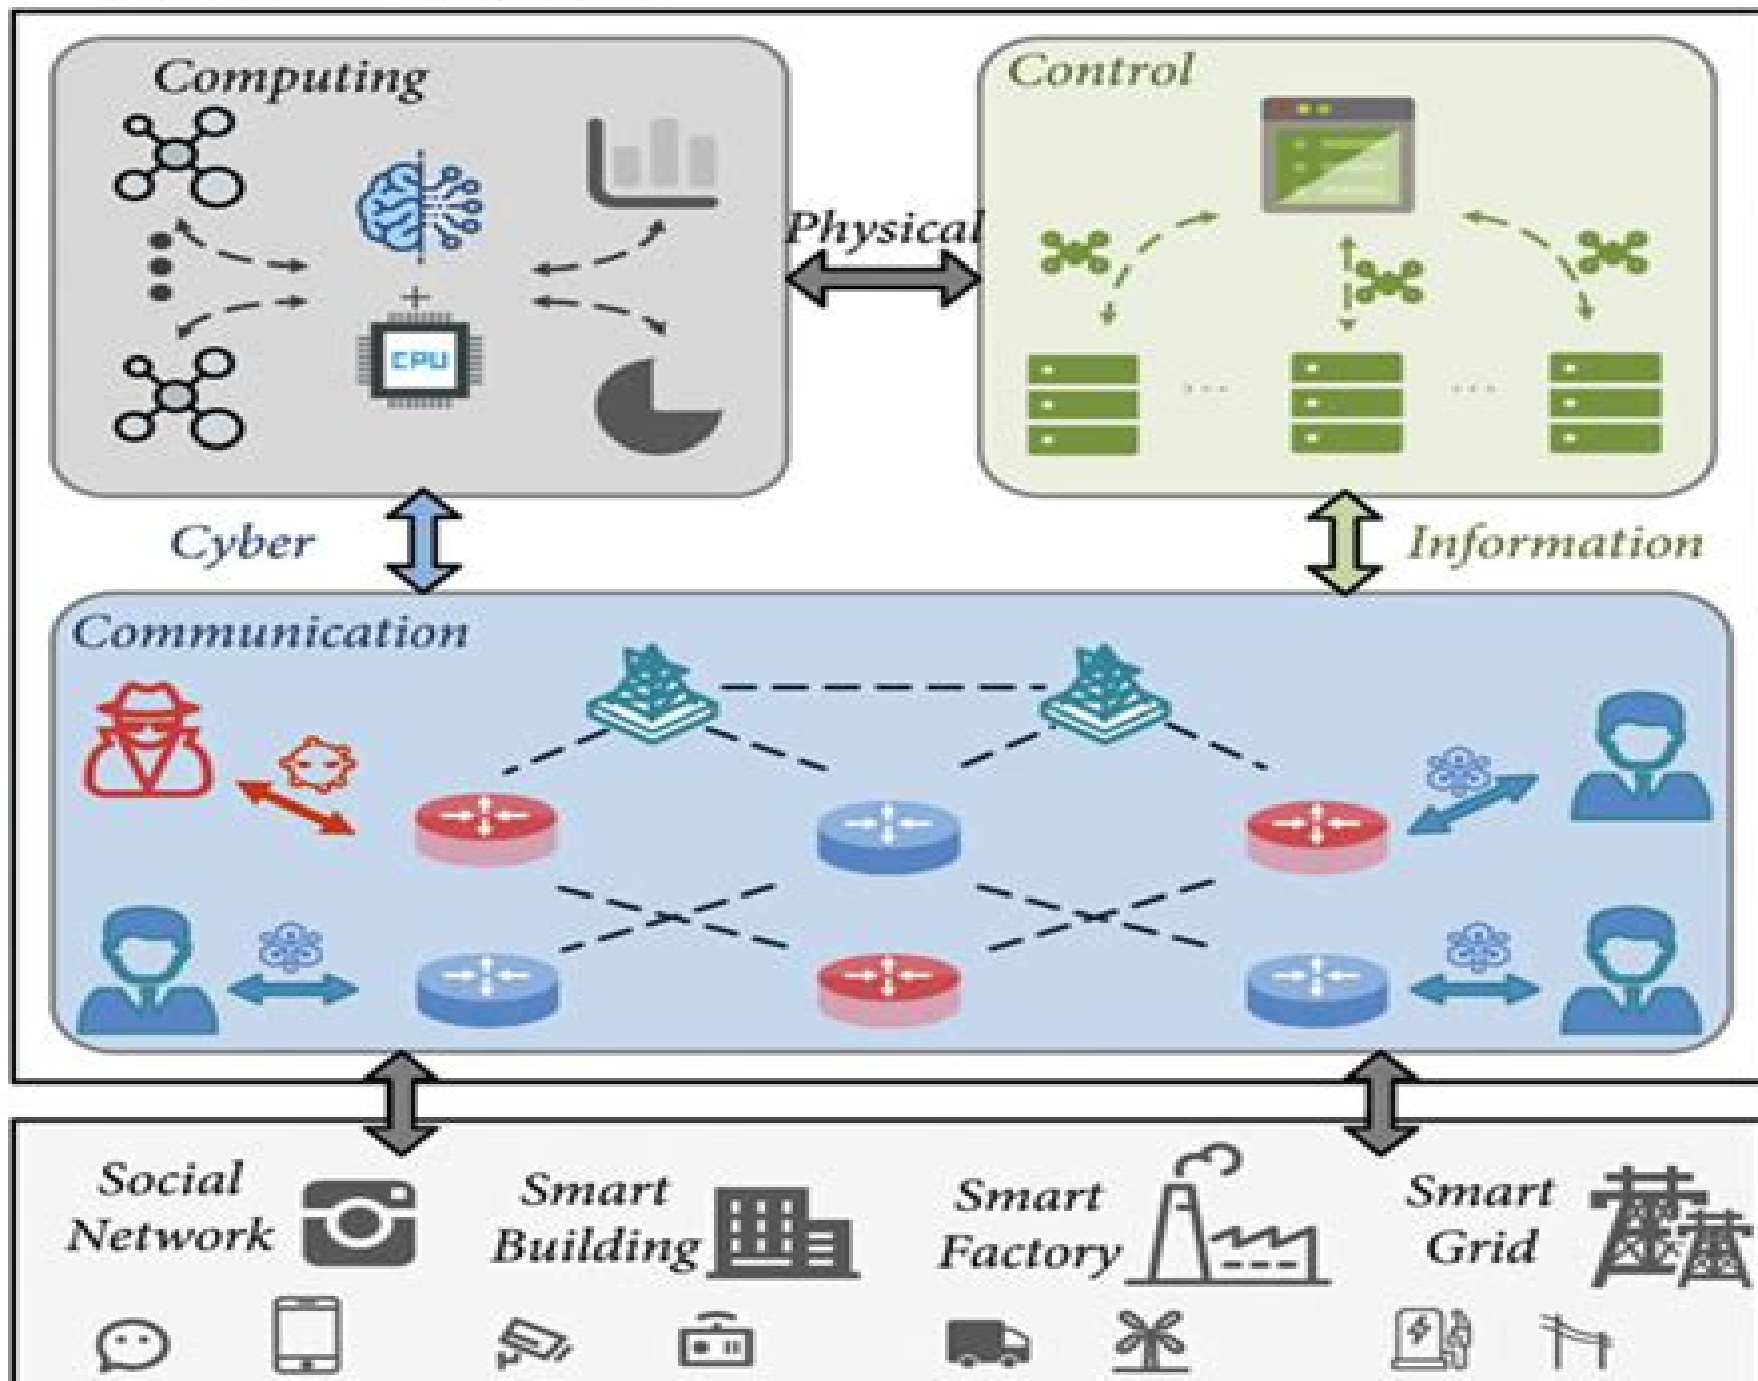 Computing
Control
Physical
CPU
Cyber
Information
Communication
Social
Network
Smart
Building
Smart
Factory
Smart
Grid